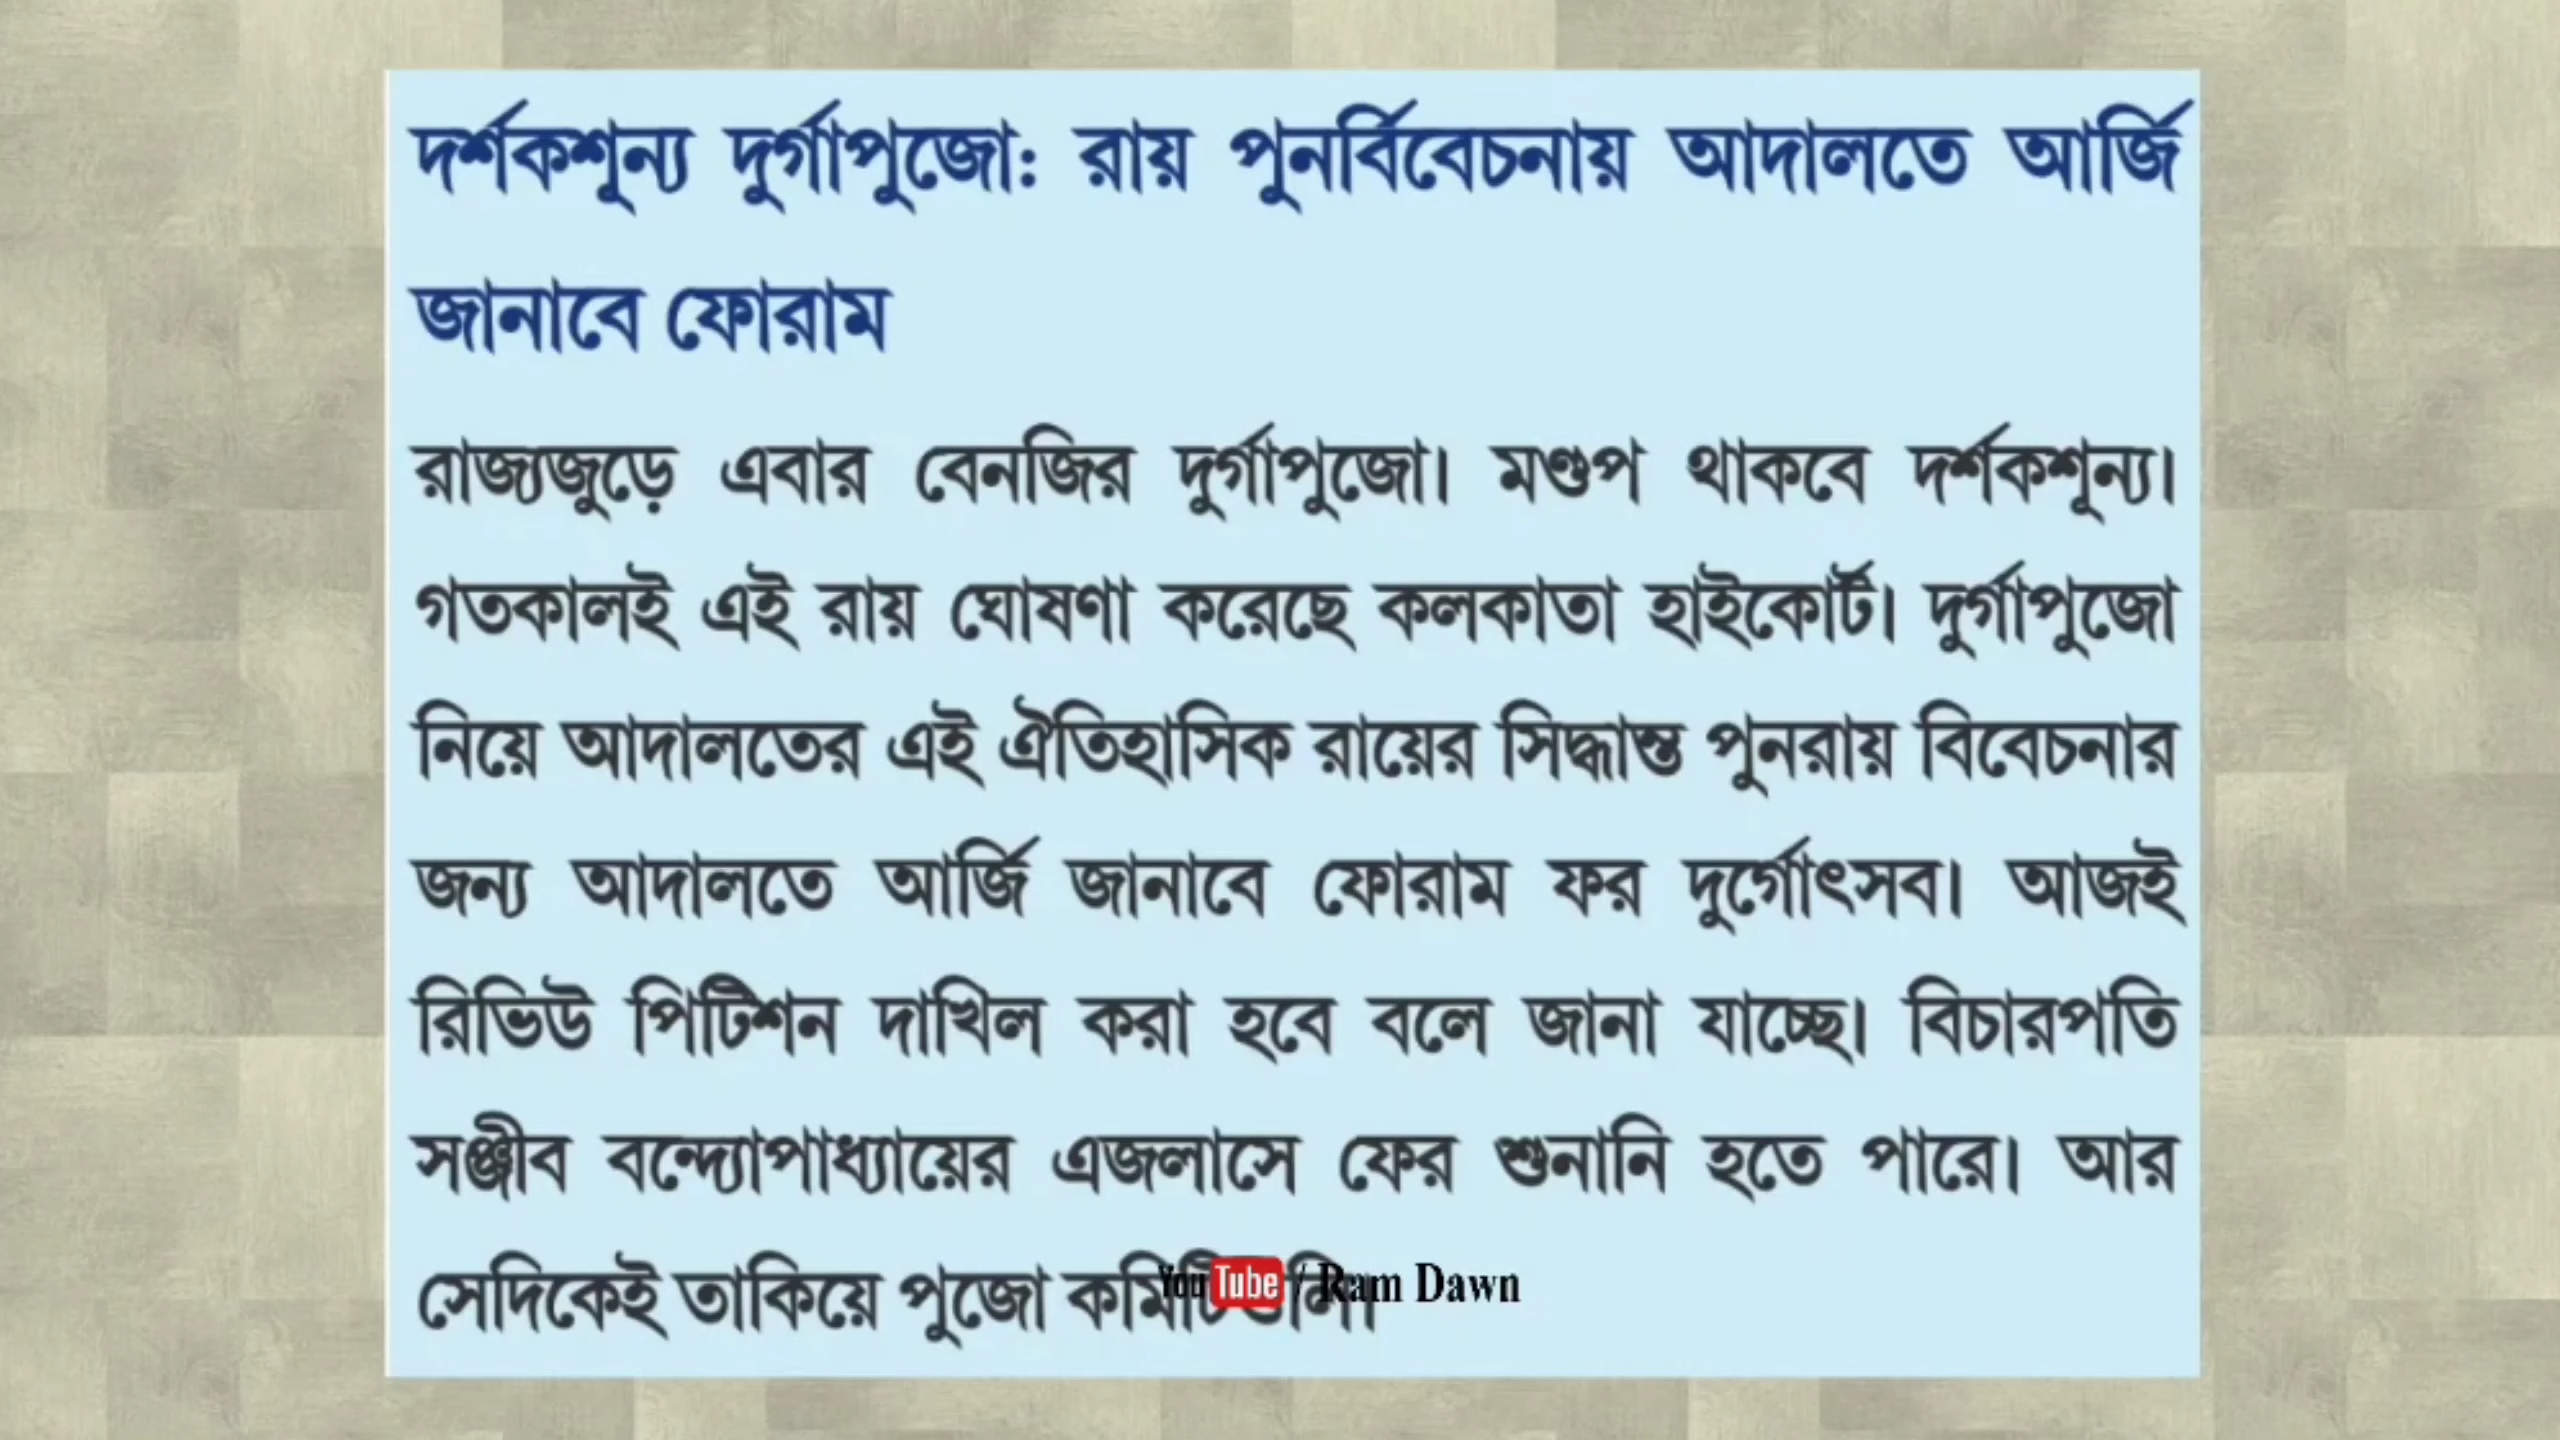 দর্শকশূন্য দুর্গাপুজো: রায় পুনর্বিবেচনায় আদালতে আর্জি
জানাবে ফোরাম
রাজ্যজুড়ে এবার বেনজির দুর্গাপুজো। মণ্ডপ থাকবে দর্শকশূন্য।
গতকালই এই রায় ঘোষণা করেছে কলকাতা হাইকোর্ট। দুর্গাপুজো
নিয়ে আদালতের এই ঐতিহাসিক রায়ের সিদ্ধান্ত পুনরায় বিবেচনার
জন্য আদালতে আর্জি জানাবে ফোরাম ফর দুর্গোৎসব। আজই
রিভিউ পিটিশন দাখিল করা হবে বলে জানা যাচ্ছে। বিচারপতি
সঞ্জীব বন্দ্যোপাধ্যায়ের এজলাসে ফের শুনানি হতে পারে। আর
সেদিকেই তাকিয়ে পুজো কমিটিগুলি।
YouTube / Ram Dawn